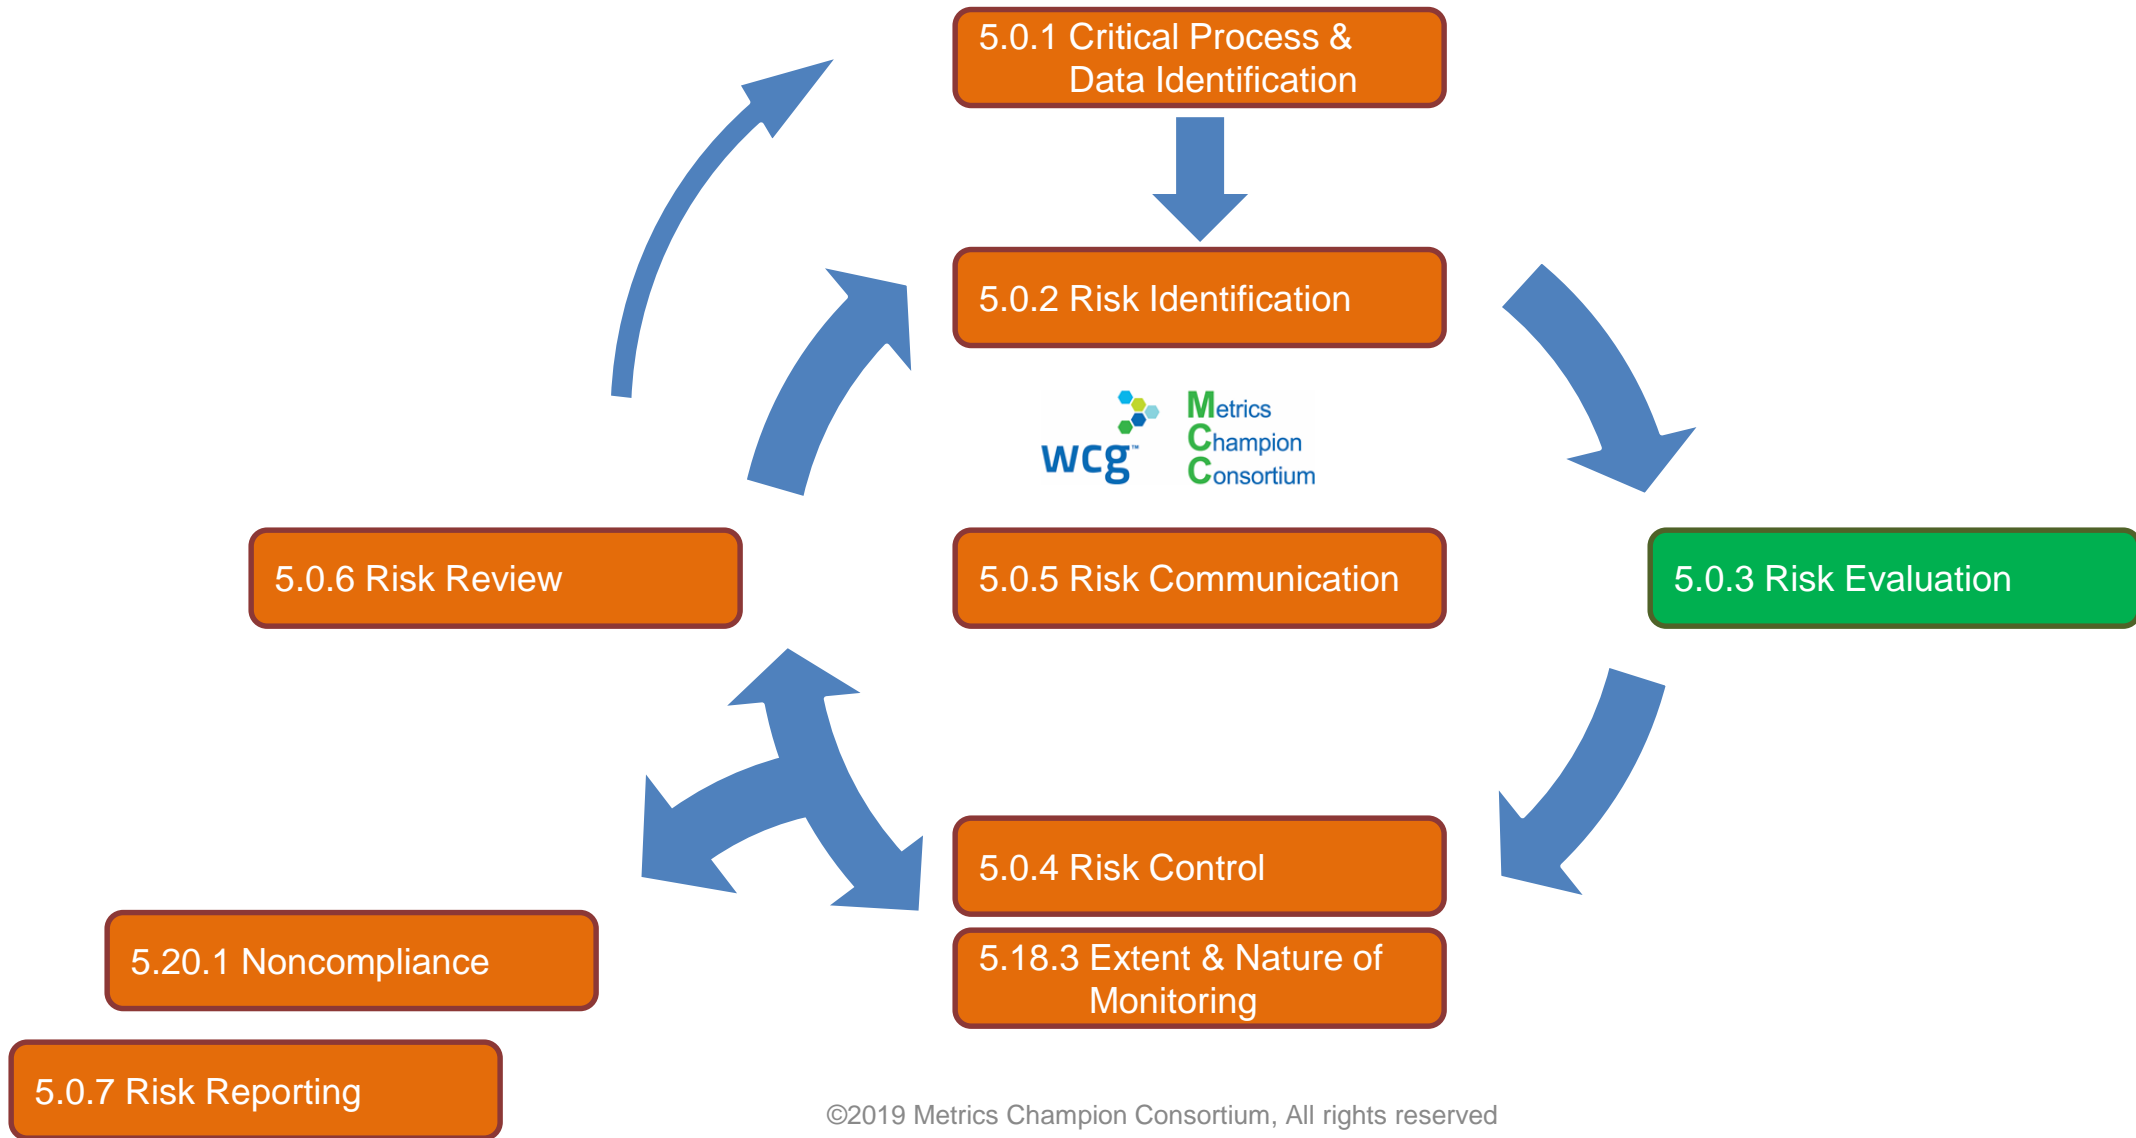 5.0.1 Critical Process &
Data Identification
5.0.2 Risk Identification
wcg™
Metrics
Champion
Consortium
5.0.6 Risk Review
5.0.5 Risk Communication
5.0.3 Risk Evaluation
5.0.4 Risk Control
5.20.1 Noncompliance
5.18.3 Extent & Nature of
Monitoring
5.0.7 Risk Reporting
©2019 Metrics Champion Consortium, All rights reserved